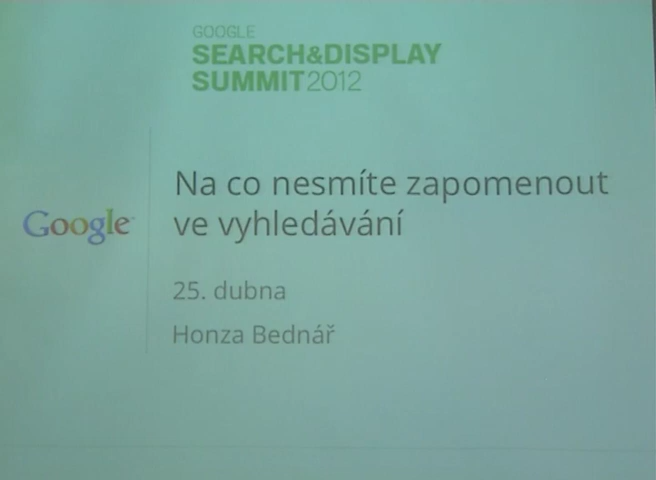 GOOGLE
SEARCH&DISPLAY
SUMMIT2012
Na co nesmíte zapomenout
ve vyhledávání
Google
25. dubna
Honza Bednář